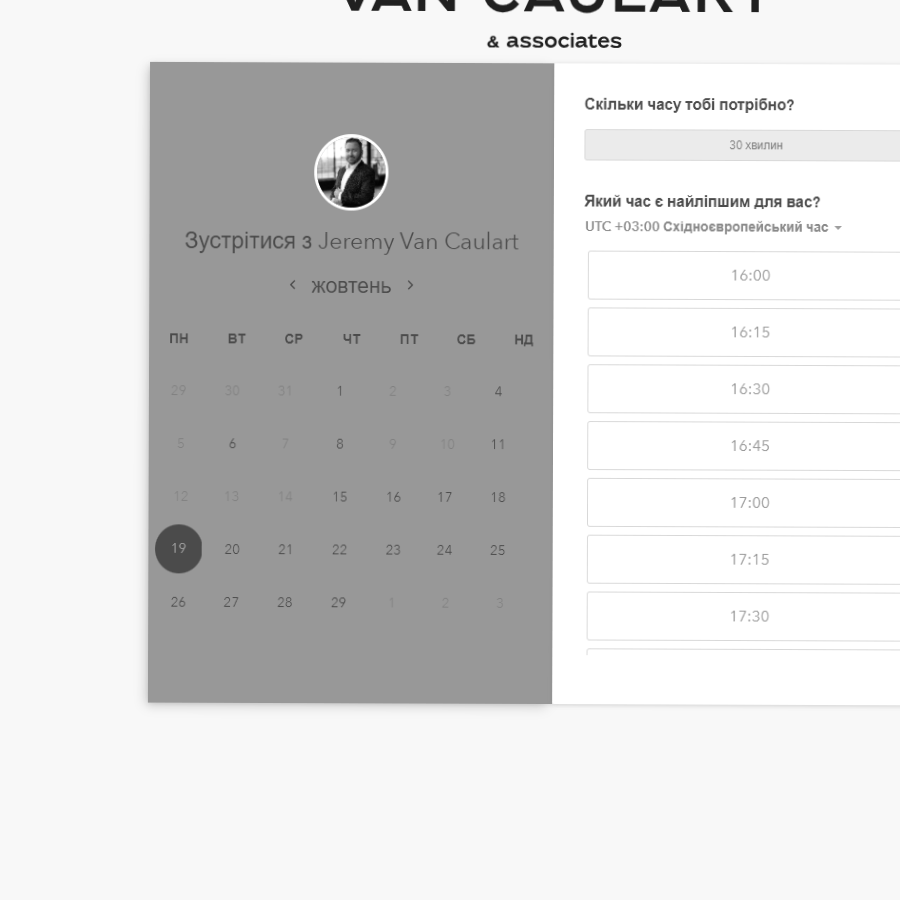 VAN CAULART
& associates
Зустрітися з Jeremy Van Caulart
жовтень
ПН ВТ СР ЧТ ПТ СБ НД
29 30 31 1 2 3 4
5 6 7 8 9 10 11
12 13 14 15 16 17 18
19 20 21 22 23 24 25
26 27 28 29 1 2 3
Скільки часу тобі потрібно?
30 хвилин
Який час є найліпшим для вас?
UTC +03:00 Східноєвропейський час
16:00
16:15
16:30
16:45
17:00
17:15
17:30